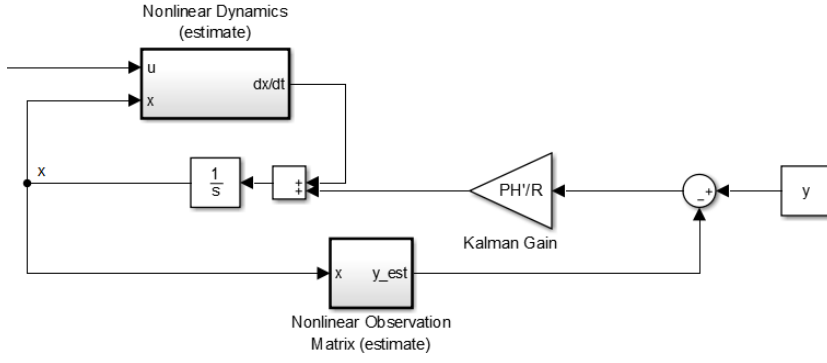 Nonlinear Dynamics
(estimate)
u
dx/dt
x
x
1
s
+
+
PH'/R
+
−
y
Kalman Gain
x
y_est
Nonlinear Observation
Matrix (estimate)